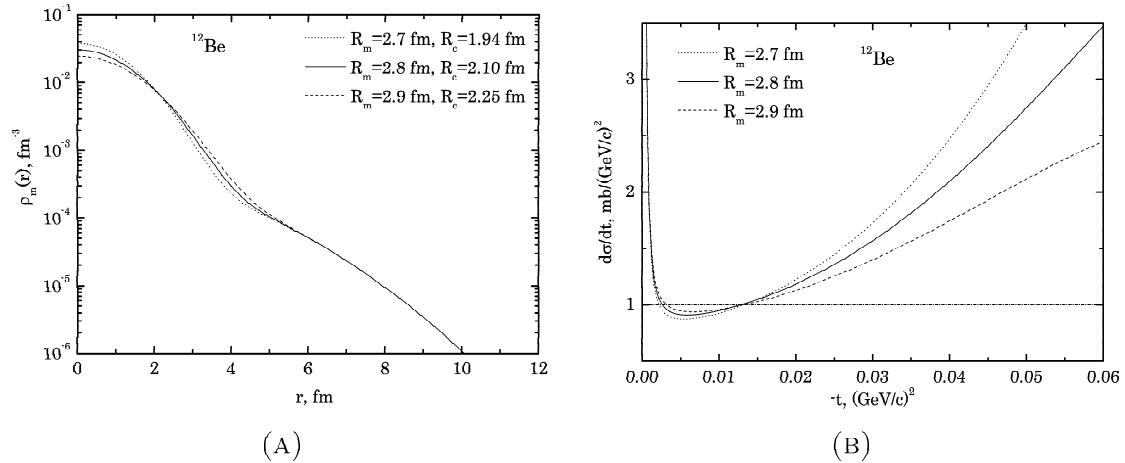 10⁻¹
10⁻²
10⁻³
10⁻⁴
10⁻⁵
10⁻⁶
ρₘ(r), fm⁻³
¹²Be
Rₘ=2.7 fm, R꜀=1.94 fm
Rₘ=2.8 fm, R꜀=2.10 fm
Rₘ=2.9 fm, R꜀=2.25 fm
0 2 4 6 8 10 12
r, fm
(A)
3
2
1
dσ/dt, mb/(GeV/c)²
Rₘ=2.7 fm
Rₘ=2.8 fm
Rₘ=2.9 fm
¹²Be
0.00 0.01 0.02 0.03 0.04 0.05 0.06
-t, (GeV/c)²
(B)